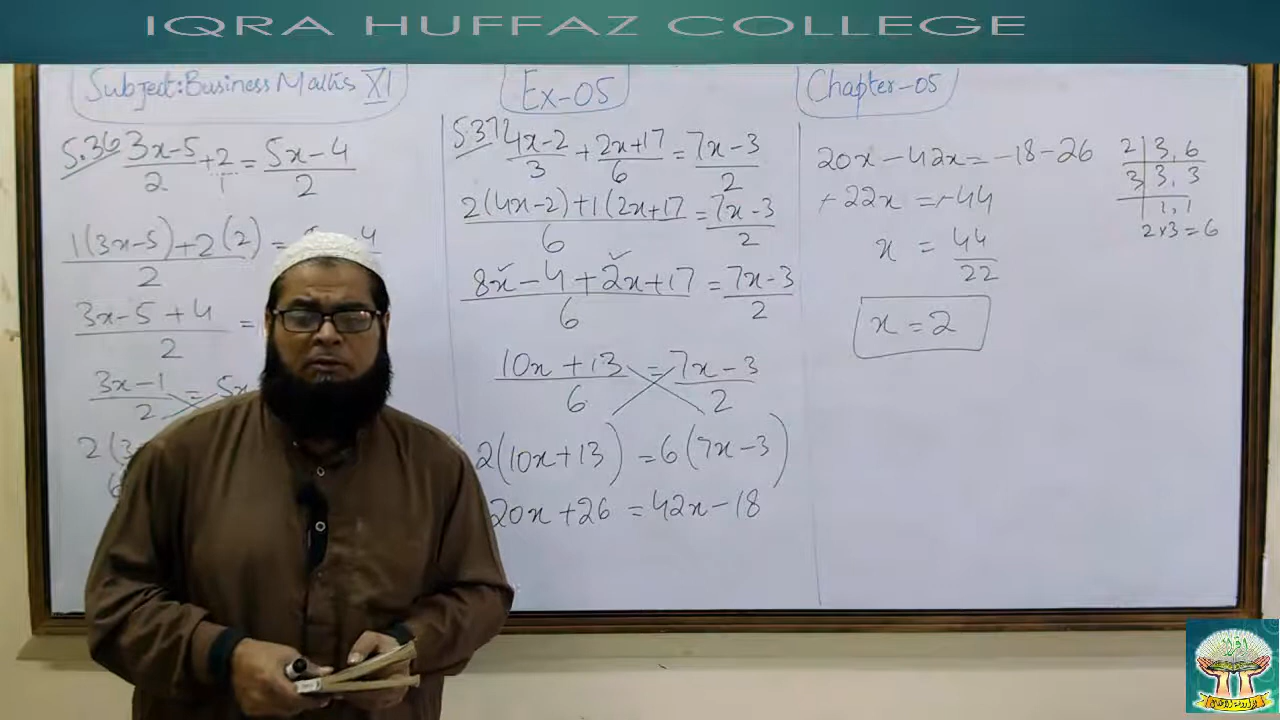 IQRA HUFFAZ COLLEGE
Subject: Business Maths XI
Ex-05
Chapter-05
5.36 (3x-5)/2 + 2/1 = (5x-4)/2
(1(3x-5)+2(2))/2 =
(3x-5+4)/2 =
(3x-1)/2 = 5x
2(3
5.37 (4x-2)/3 + (2x+17)/6 = (7x-3)/2
(2(4x-2)+1(2x+17)/6 = (7x-3)/2
(8x-4+2x+17)/6 = (7x-3)/2
(10x+13)/6 = (7x-3)/2
2(10x+13) = 6(7x-3)
20x+26 = 42x-18
20x-42x = -18-26
-22x = -44
x = 44/22
x = 2
2 | 3, 6
3 | 3, 3
1, 1
2x3=6